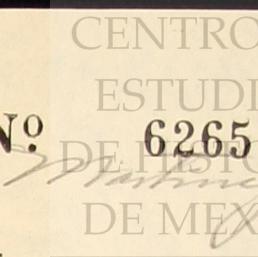 CENTRO
ESTUDI
Nº 6265
DE HISTO
DE MEX